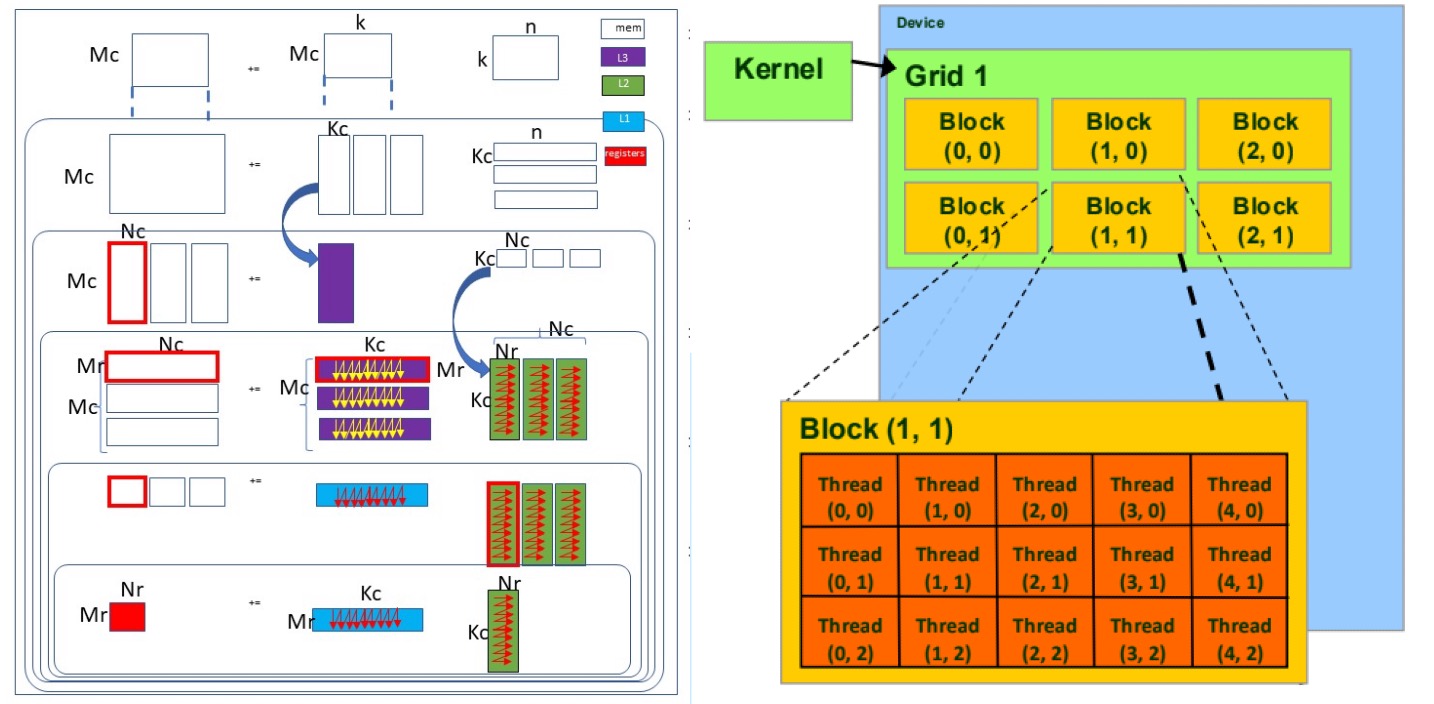 k
n
mem
Mc
+=
Mc
k
L3
L2
L1
Kc
n
registers
Mc
+=
Kc
Nc
Nc
Mc
+=
Kc
Nc
Nc
Kc
Nr
Mr
+=
Mr
Mc
Mc
Kc
+=
Nr
Kc
Nr
Mr
+=
Mr
Kc
Kernel
Device
Grid 1
Block
(0, 0)
Block
(1, 0)
Block
(2, 0)
Block
(0, 1)
Block
(1, 1)
Block
(2, 1)
Block (1, 1)
Thread
(0, 0)
Thread
(1, 0)
Thread
(2, 0)
Thread
(3, 0)
Thread
(4, 0)
Thread
(0, 1)
Thread
(1, 1)
Thread
(2, 1)
Thread
(3, 1)
Thread
(4, 1)
Thread
(0, 2)
Thread
(1, 2)
Thread
(2, 2)
Thread
(3, 2)
Thread
(4, 2)